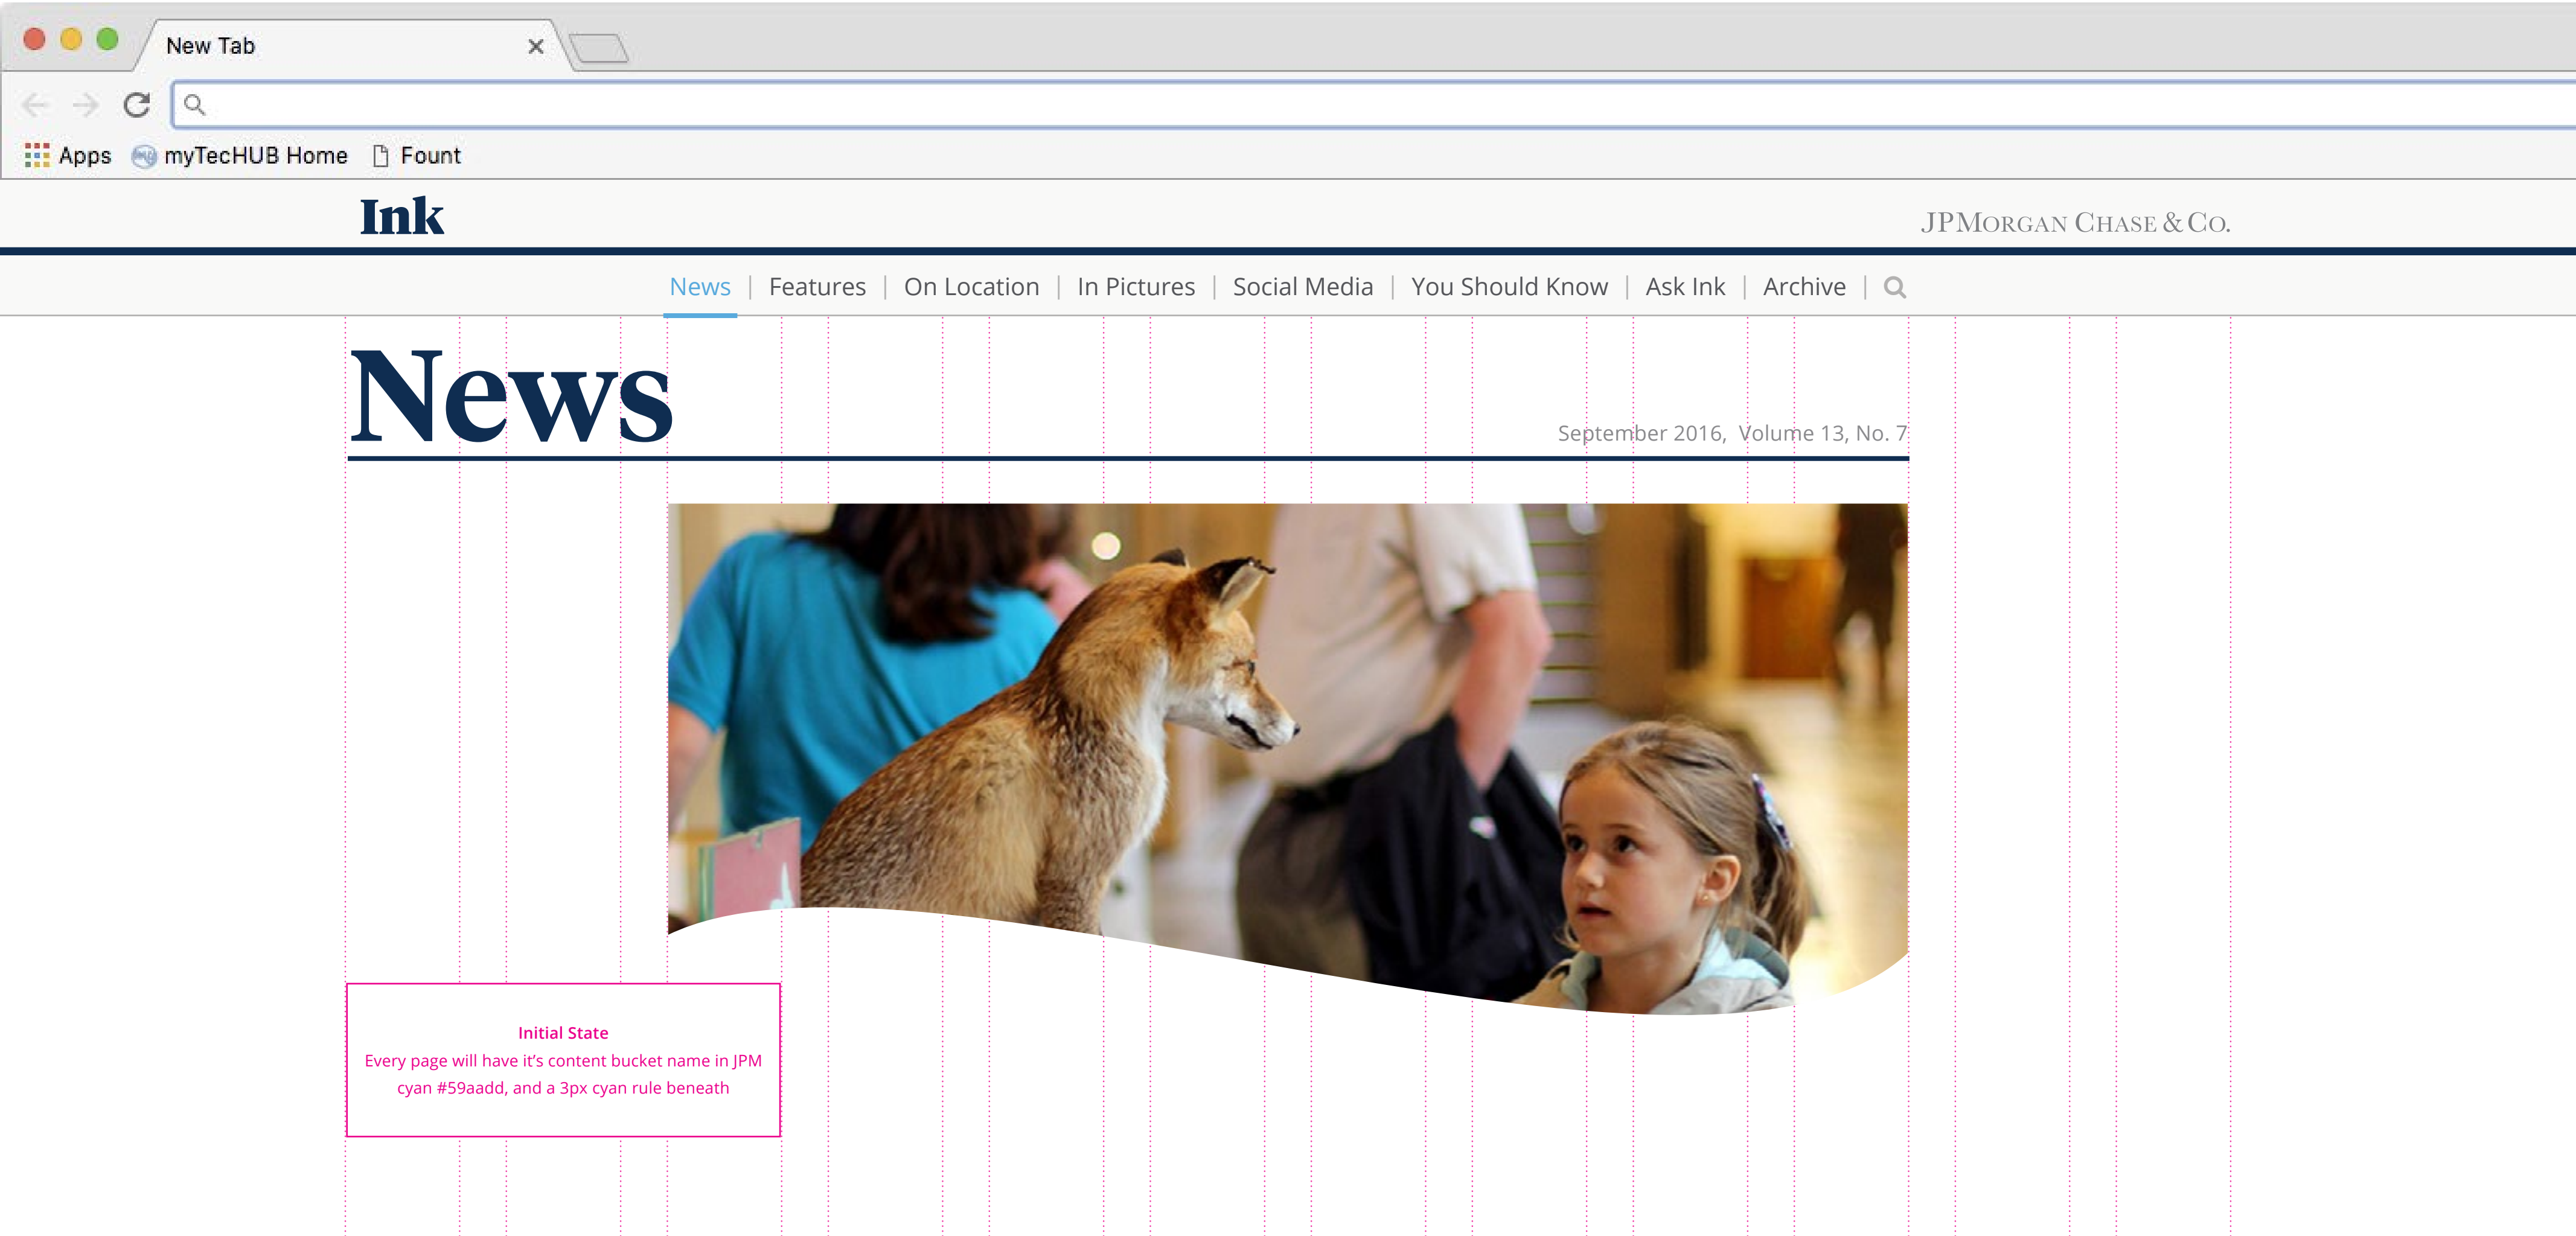 New Tab
Apps myTecHUB Home Fount
Ink
JPMORGAN CHASE & CO.
News | Features | On Location | In Pictures | Social Media | You Should Know | Ask Ink | Archive |
News
September 2016, Volume 13, No. 7
Initial State
Every page will have it’s content bucket name in JPM
cyan #59aadd, and a 3px cyan rule beneath